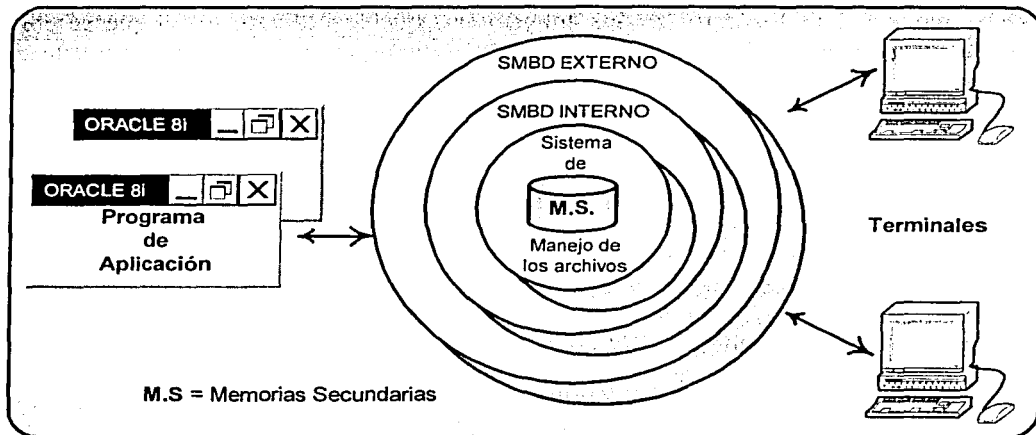 SMBD EXTERNO
SMBD INTERNO
Sistema
de
M.S.
Manejo de
los archivos
ORACLE 8i
ORACLE 8i
Programa
de
Aplicación
Terminales
M.S = Memorias Secundarias